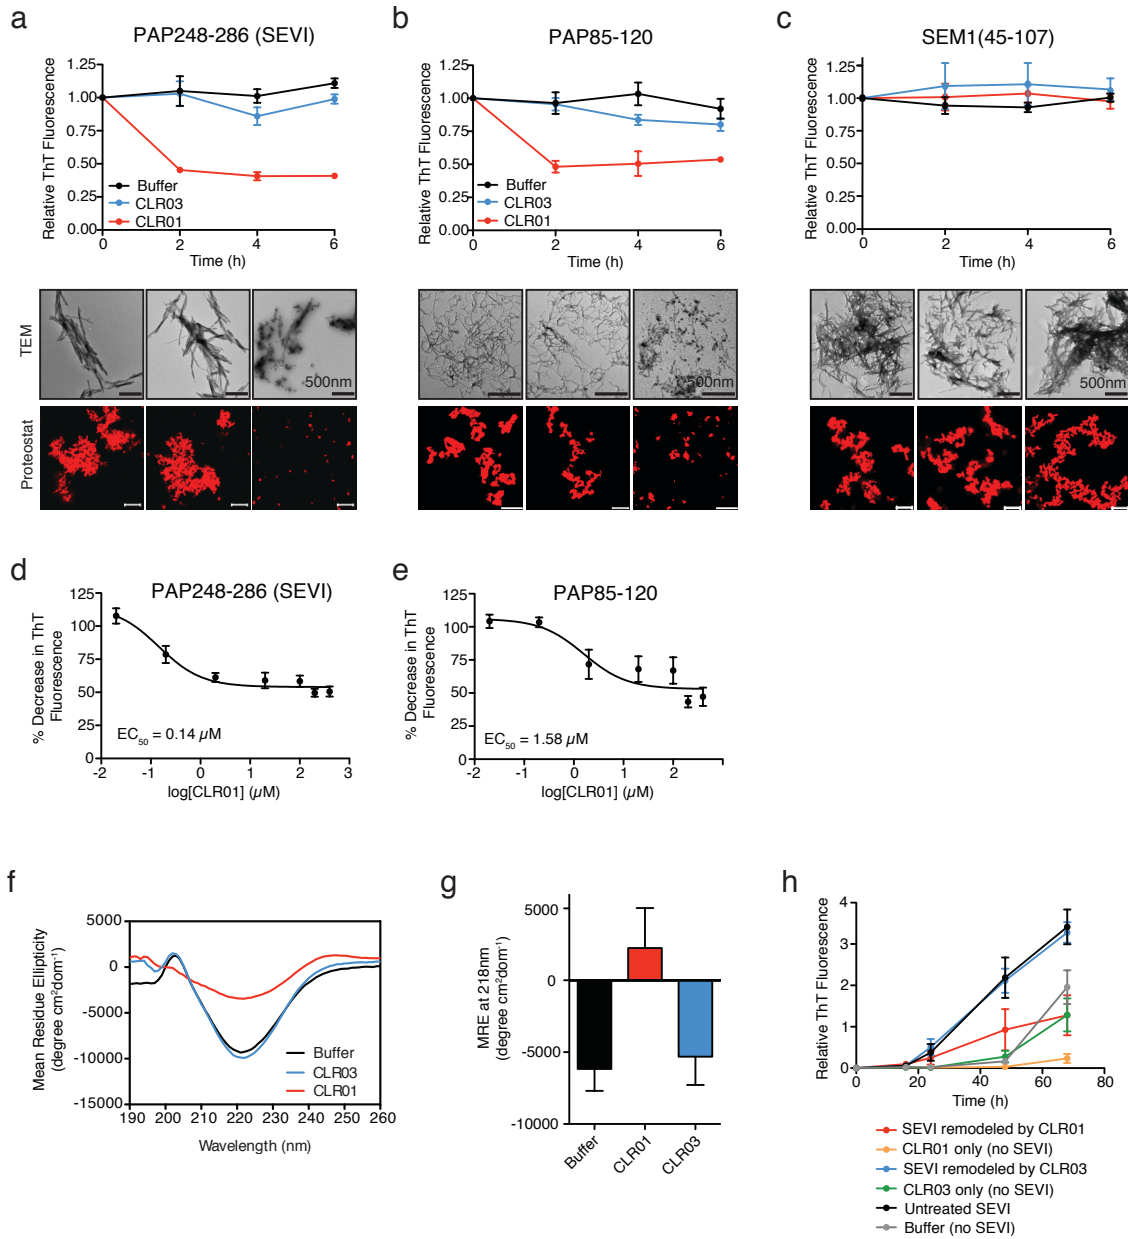 a
PAP248-286 (SEVI)
Relative ThT Fluorescence
1.25
1.00
0.75
0.50
0.25
0.00
Buffer
CLR03
CLR01
0 2 4 6
Time (h)
b
PAP85-120
Relative ThT Fluorescence
1.25
1.00
0.75
0.50
0.25
0.00
Buffer
CLR03
CLR01
0 2 4 6
Time (h)
c
SEM1(45-107)
Relative ThT Fluorescence
1.25
1.00
0.75
0.50
0.25
0.00
0 2 4 6
Time (h)
TEM
500nm
500nm
500nm
Proteostat
d
PAP248-286 (SEVI)
% Decrease in ThT
Fluorescence
125
100
75
50
25
0
EC50 = 0.14 µM
-2 -1 0 1 2 3
log[CLR01] (µM)
e
PAP85-120
% Decrease in ThT
Fluorescence
125
100
75
50
25
0
EC50 = 1.58 µM
-2 -1 0 1 2
log[CLR01] (µM)
f
Mean Residue Ellipticity
(degree cm²dom-¹)
5000
0
-5000
-10000
-15000
Buffer
CLR03
CLR01
190 200 210 220 230 240 250 260
Wavelength (nm)
g
MRE at 218nm
(degree cm²dom-¹)
5000
0
-5000
-10000
Buffer
CLR01
CLR03
h
Relative ThT Fluorescence
4
3
2
1
0
0 20 40 60 80
Time (h)
SEVI remodeled by CLR01
CLR01 only (no SEVI)
SEVI remodeled by CLR03
CLR03 only (no SEVI)
Untreated SEVI
Buffer (no SEVI)